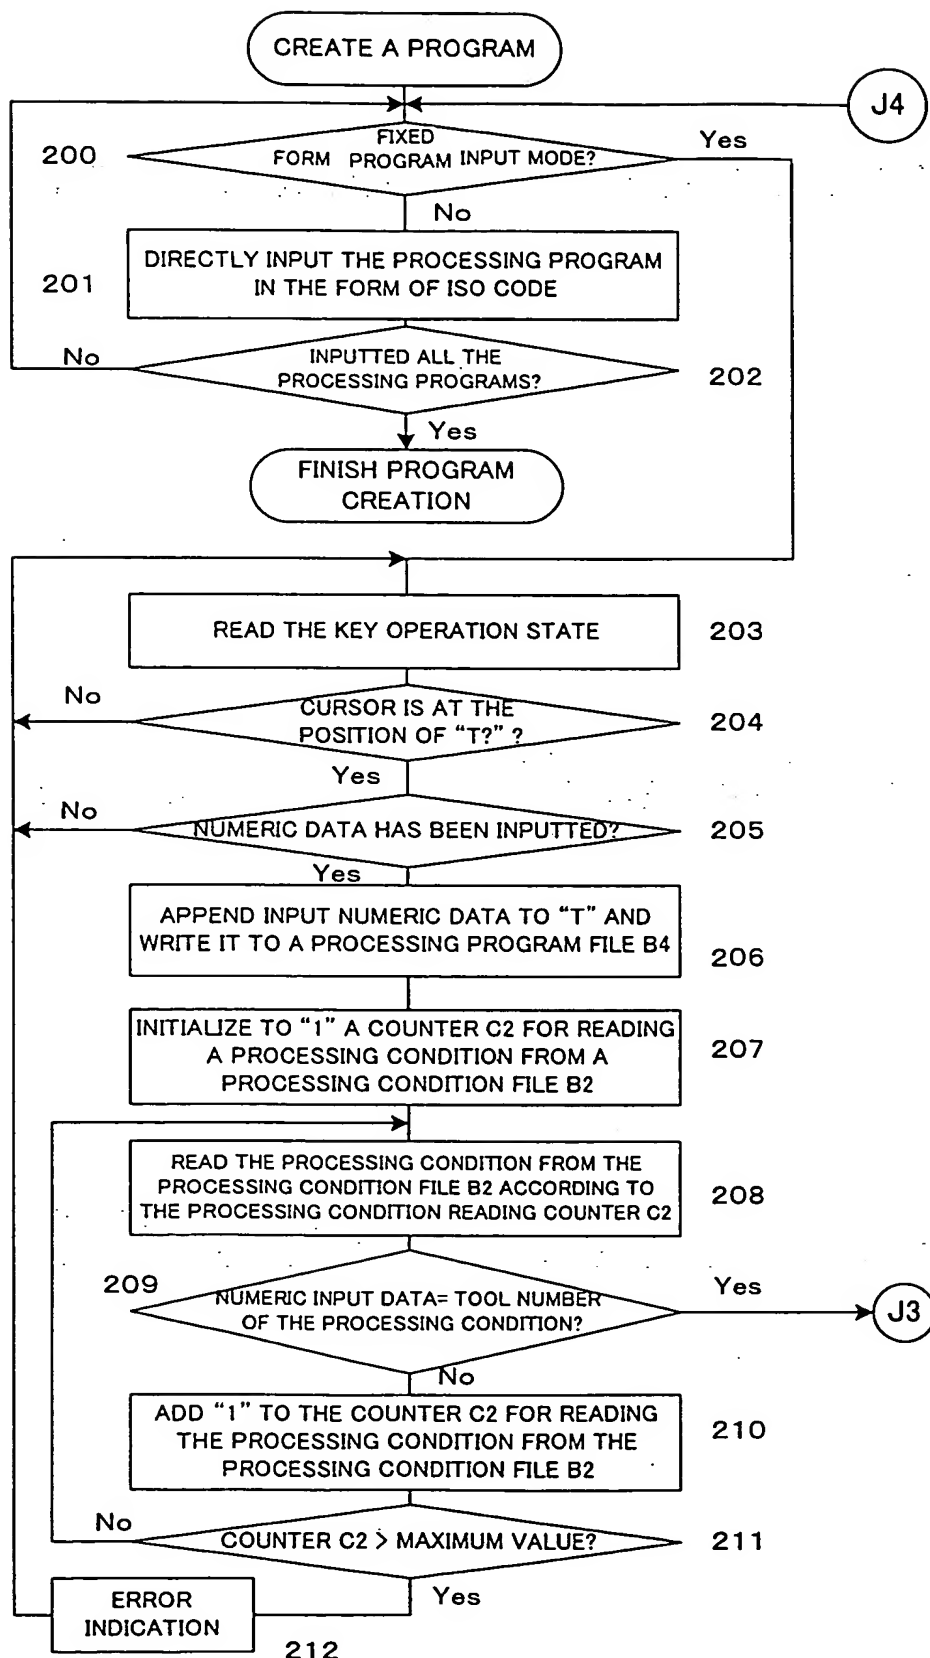 CREATE A PROGRAM
J4
200
FIXED
FORM PROGRAM INPUT MODE?
Yes
No
201
DIRECTLY INPUT THE PROCESSING PROGRAM
IN THE FORM OF ISO CODE
No
INPUTTED ALL THE
PROCESSING PROGRAMS?
202
Yes
FINISH PROGRAM
CREATION
READ THE KEY OPERATION STATE
203
No
CURSOR IS AT THE
POSITION OF “T?” ?
204
Yes
No
NUMERIC DATA HAS BEEN INPUTTED?
205
Yes
APPEND INPUT NUMERIC DATA TO “T” AND
WRITE IT TO A PROCESSING PROGRAM FILE B4
206
INITIALIZE TO “1” A COUNTER C2 FOR READING
A PROCESSING CONDITION FROM A
PROCESSING CONDITION FILE B2
207
READ THE PROCESSING CONDITION FROM THE
PROCESSING CONDITION FILE B2 ACCORDING TO
THE PROCESSING CONDITION READING COUNTER C2
208
209
NUMERIC INPUT DATA= TOOL NUMBER
OF THE PROCESSING CONDITION?
Yes
J3
No
ADD “1” TO THE COUNTER C2 FOR READING
THE PROCESSING CONDITION FROM THE
PROCESSING CONDITION FILE B2
210
No
COUNTER C2 > MAXIMUM VALUE?
211
Yes
ERROR
INDICATION
212